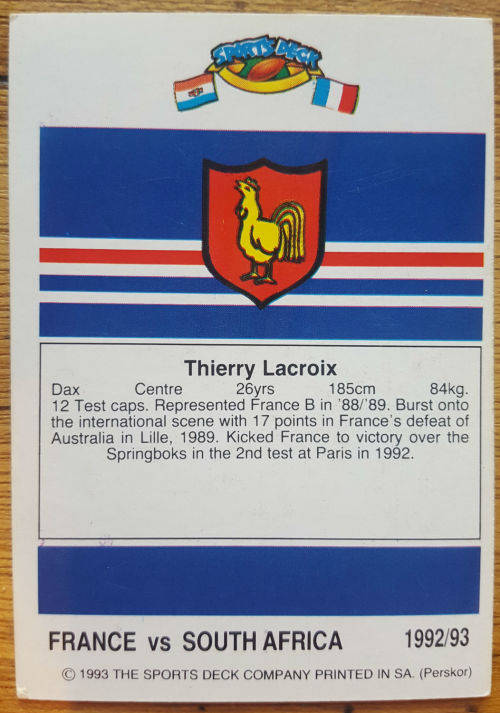 SPORTS DECK
Thierry Lacroix
Dax Centre 26yrs 185cm 84kg.
12 Test caps. Represented France B in '88/'89. Burst onto
the international scene with 17 points in France's defeat of
Australia in Lille, 1989. Kicked France to victory over the
Springboks in the 2nd test at Paris in 1992.
FRANCE vs SOUTH AFRICA 1992/93
© 1993 THE SPORTS DECK COMPANY PRINTED IN SA. (Perskor)